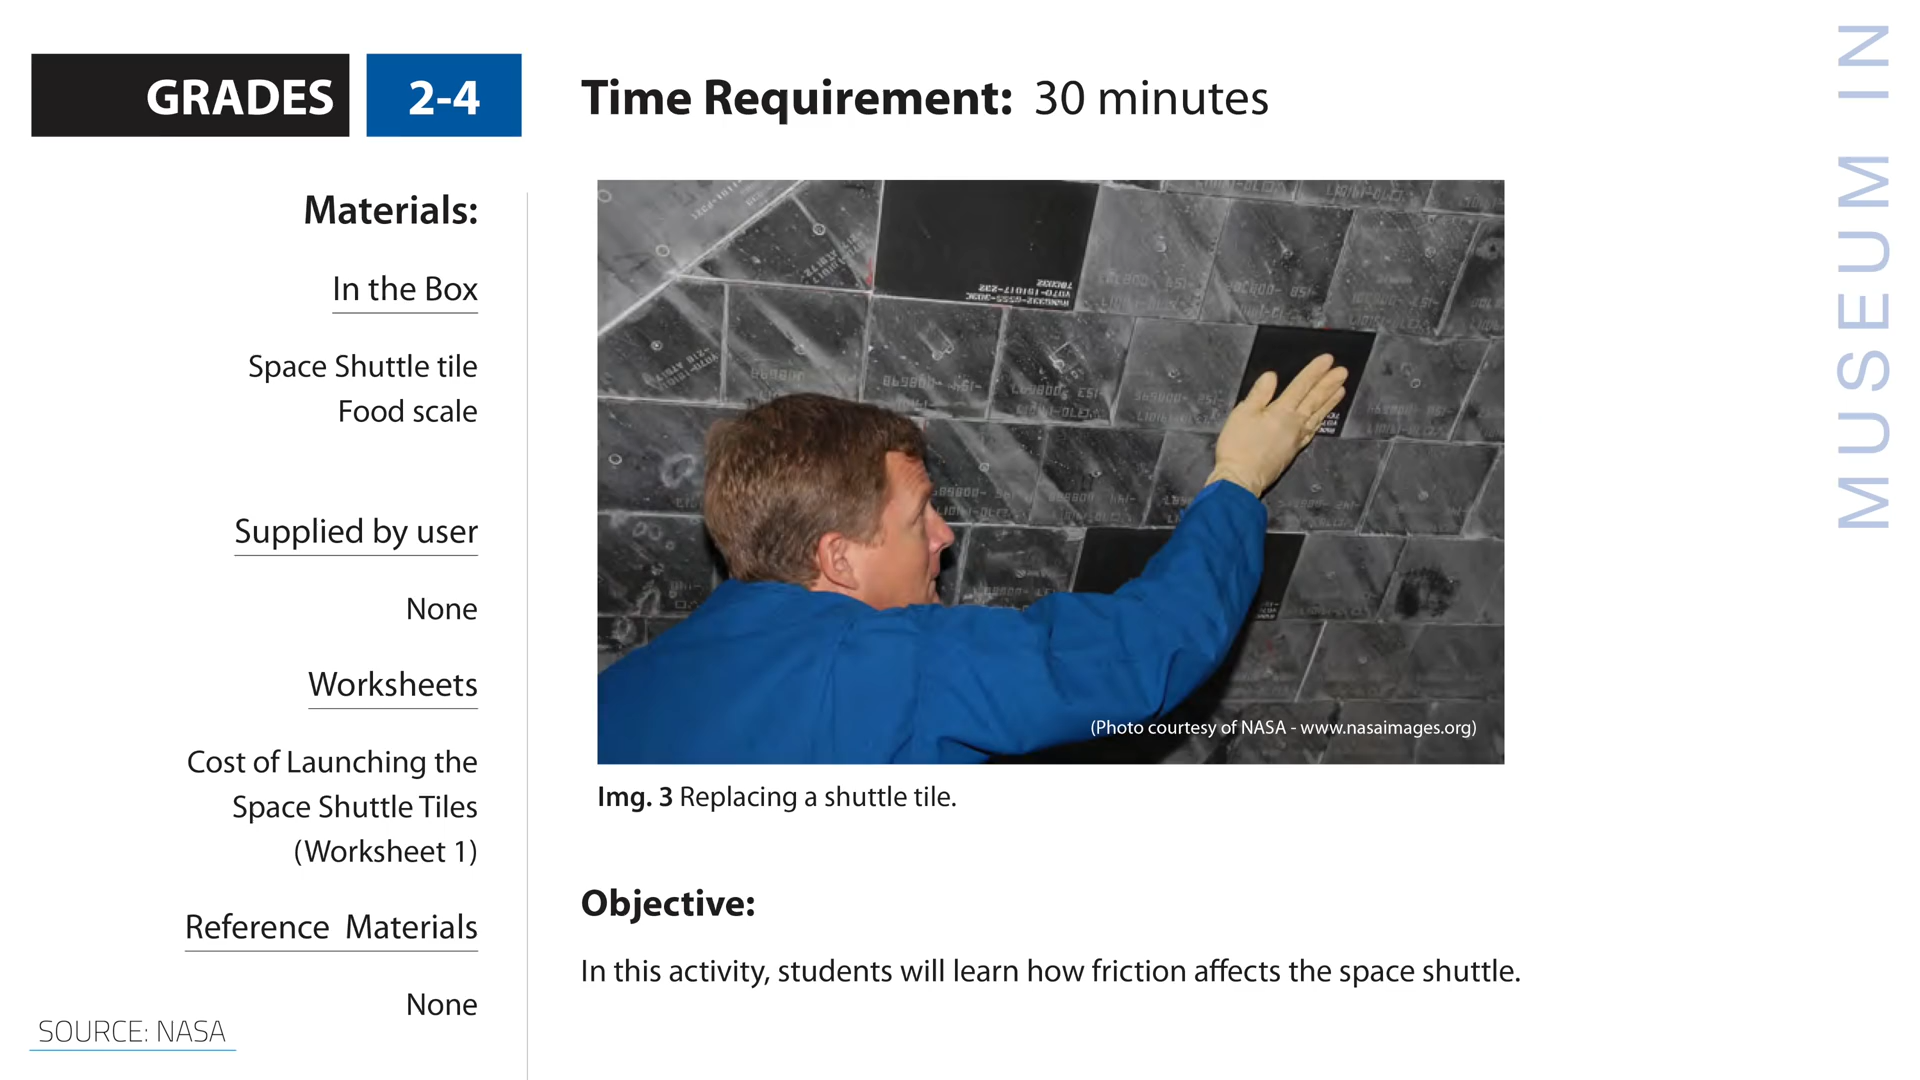 GRADES 2-4
Time Requirement: 30 minutes
MUSEUM IN
Materials:
In the Box
Space Shuttle tile
Food scale
Supplied by user
None
Worksheets
Cost of Launching the
Space Shuttle Tiles
(Worksheet 1)
Reference Materials
None
SOURCE: NASA
(Photo courtesy of NASA - www.nasaimages.org)
Img. 3 Replacing a shuttle tile.
Objective:
In this activity, students will learn how friction affects the space shuttle.